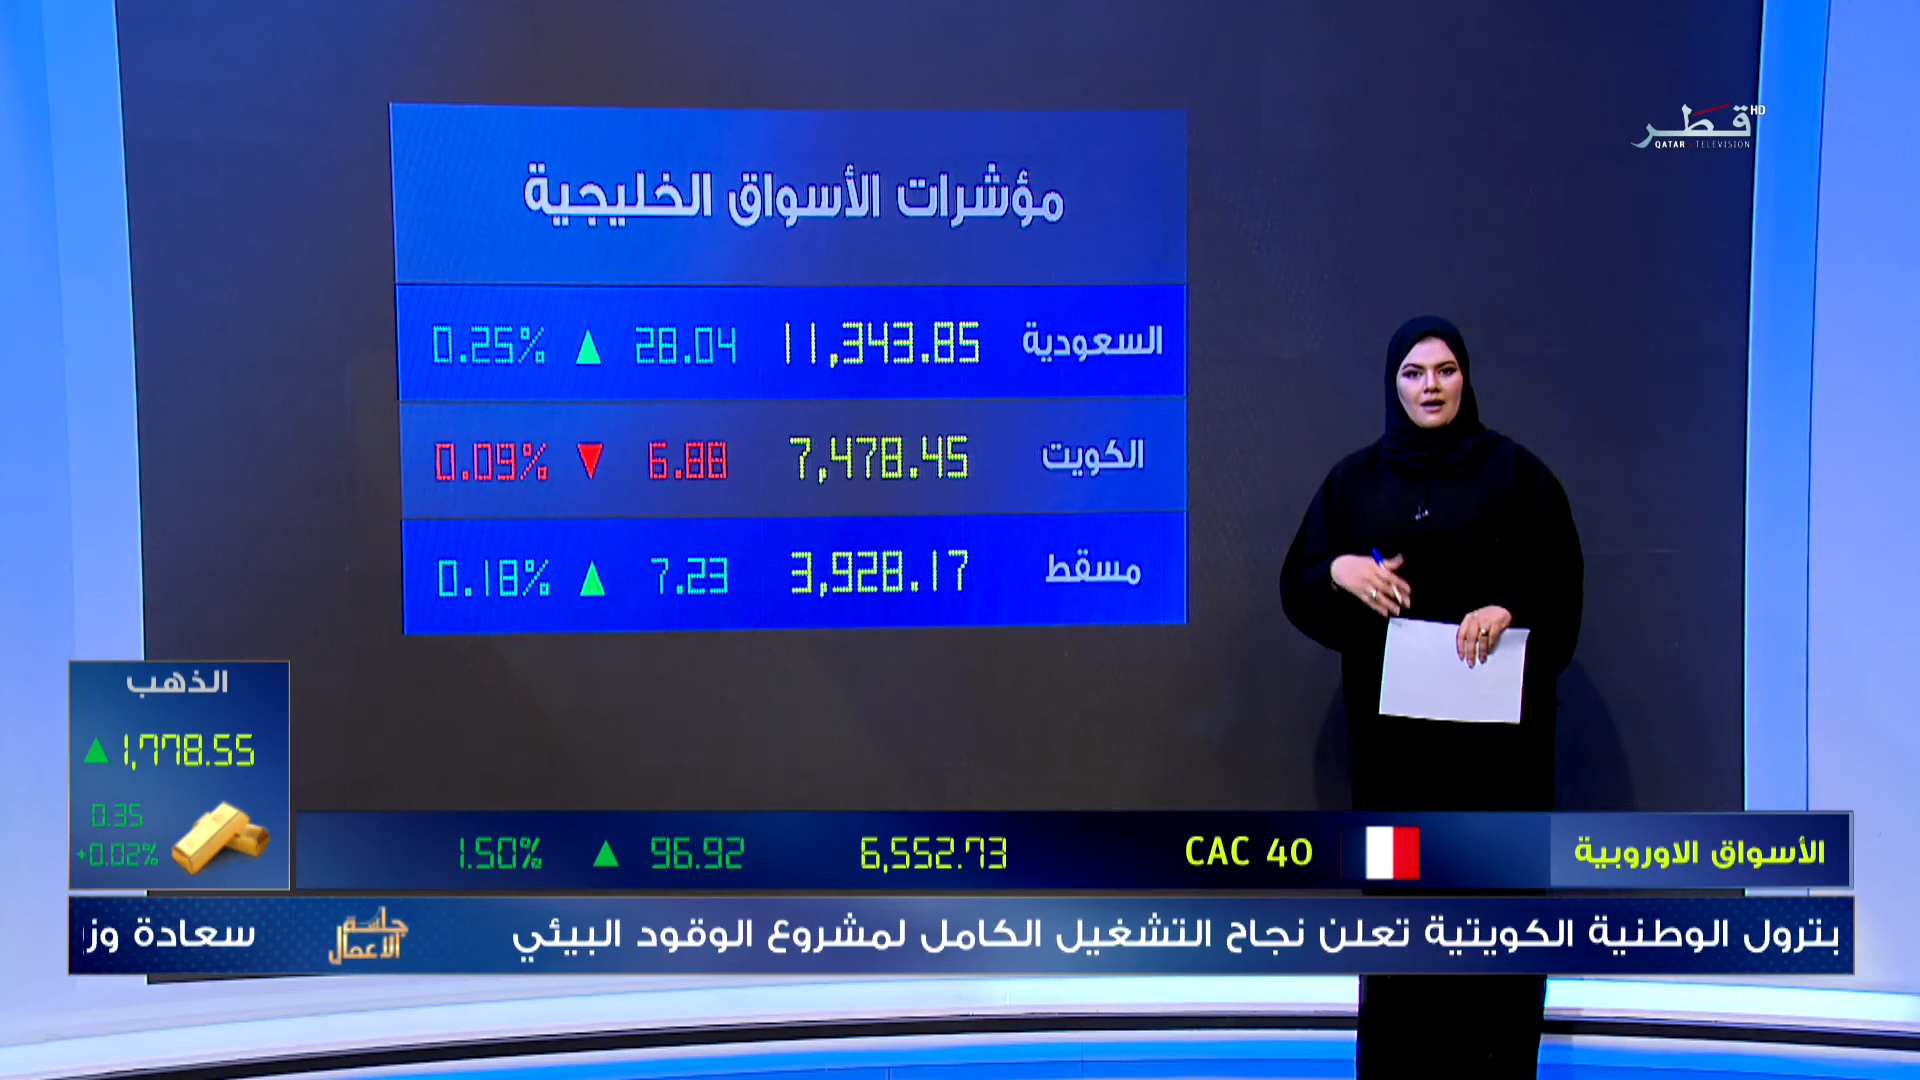 قطر HD
QATAR TELEVISION
مؤشرات الأسواق الخليجية
السعودية 11,343.85 28.04 ▲ 0.25%
الكويت 7,478.45 6.88 ▼ 0.09%
مسقط 3,928.17 7.23 ▲ 0.18%
الذهب
▲ 1,778.55
0.35
+0.02%
الأسواق الاوروبية CAC 40 6,552.73 96.92 ▲ 1.50%
بترول الوطنية الكويتية تعلن نجاح التشغيل الكامل لمشروع الوقود البيئي جلسة الأعمال سعادة